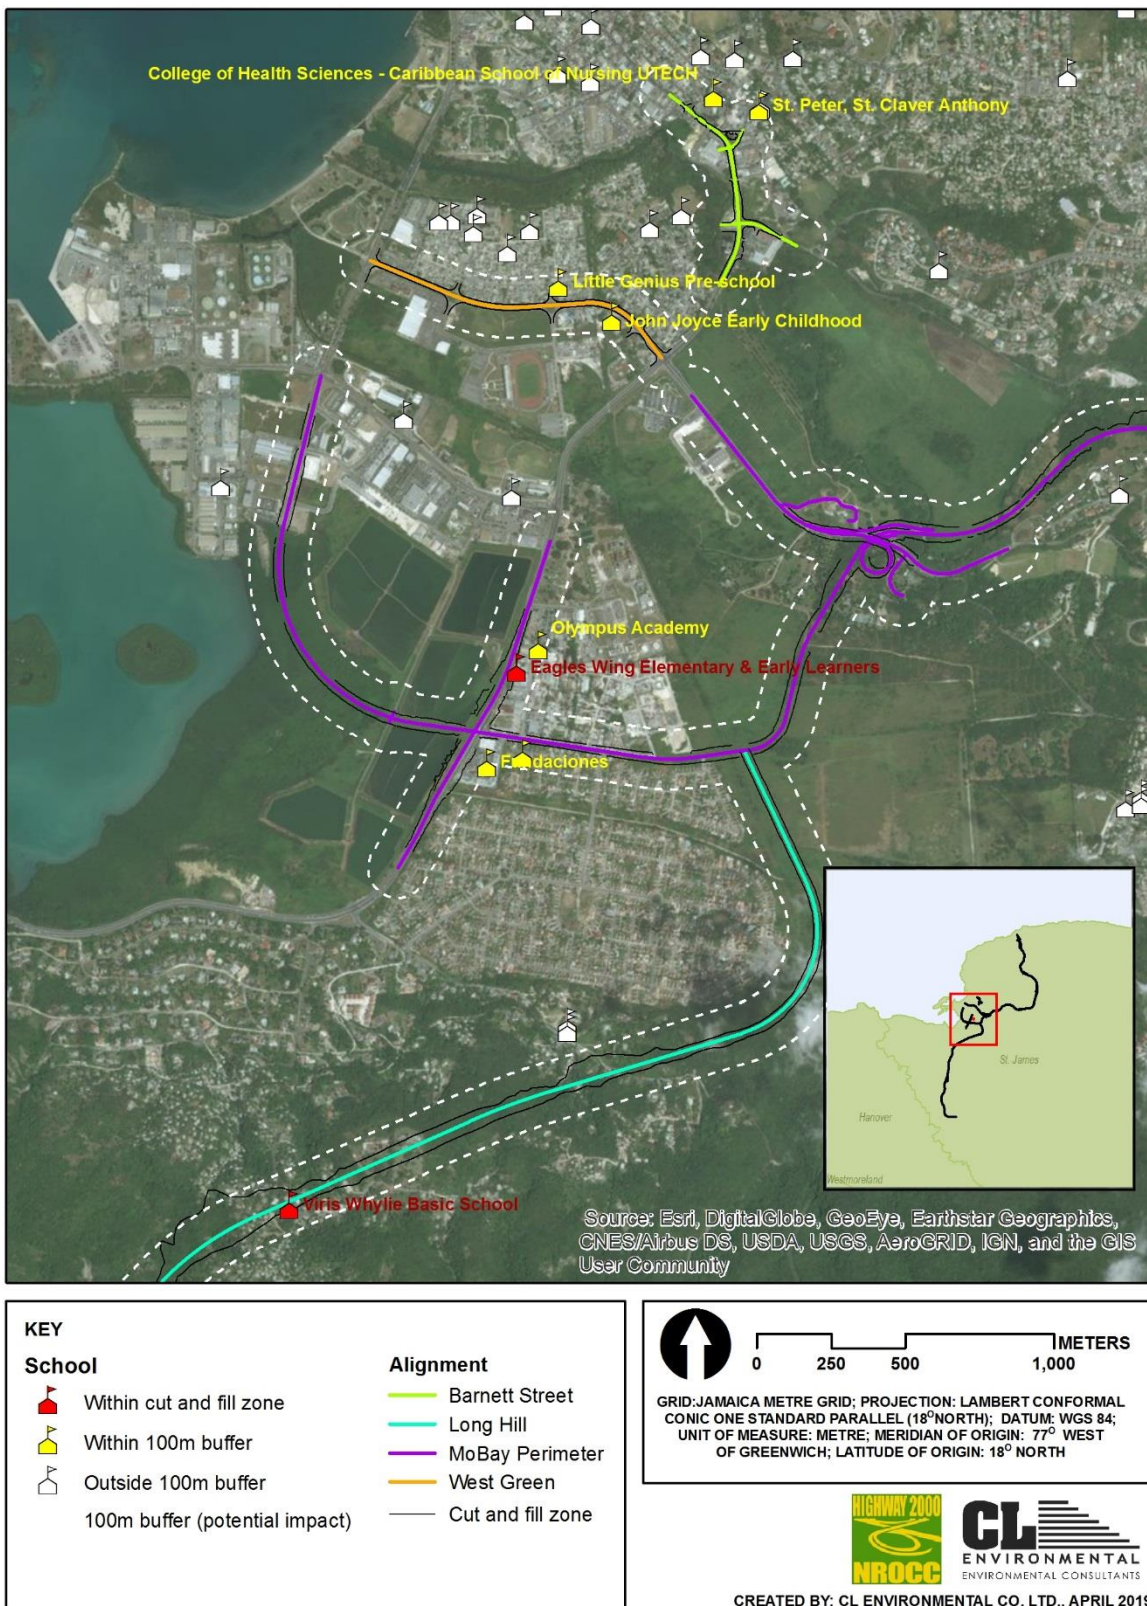 College of Health Sciences - Caribbean School of Nursing UTECH
St. Peter, St. Claver Anthony
Little Genius Pre-school
John Joyce Early Childhood
Olympus Academy
Eagles Wing Elementary & Early Learners
Fundaciones
Viris Whylie Basic School
St. James
Hanover
Westmoreland
Source: Esri, DigitalGlobe, GeoEye, Earthstar Geographics,
CNES/Airbus DS, USDA, USGS, AeroGRID, IGN, and the GIS
User Community
KEY
School
Within cut and fill zone
Within 100m buffer
Outside 100m buffer
100m buffer (potential impact)
Alignment
Barnett Street
Long Hill
MoBay Perimeter
West Green
Cut and fill zone
METERS
0 250 500 1,000
GRID:JAMAICA METRE GRID; PROJECTION: LAMBERT CONFORMAL
CONIC ONE STANDARD PARALLEL (18ONORTH); DATUM: WGS 84;
UNIT OF MEASURE: METRE; MERIDIAN OF ORIGIN: 77O WEST
OF GREENWICH; LATITUDE OF ORIGIN: 18O NORTH
HIGHWAY 2000
NROCC
CL
ENVIRONMENTAL
ENVIRONMENTAL CONSULTANTS
CREATED BY: CL ENVIRONMENTAL CO. LTD., APRIL 2019